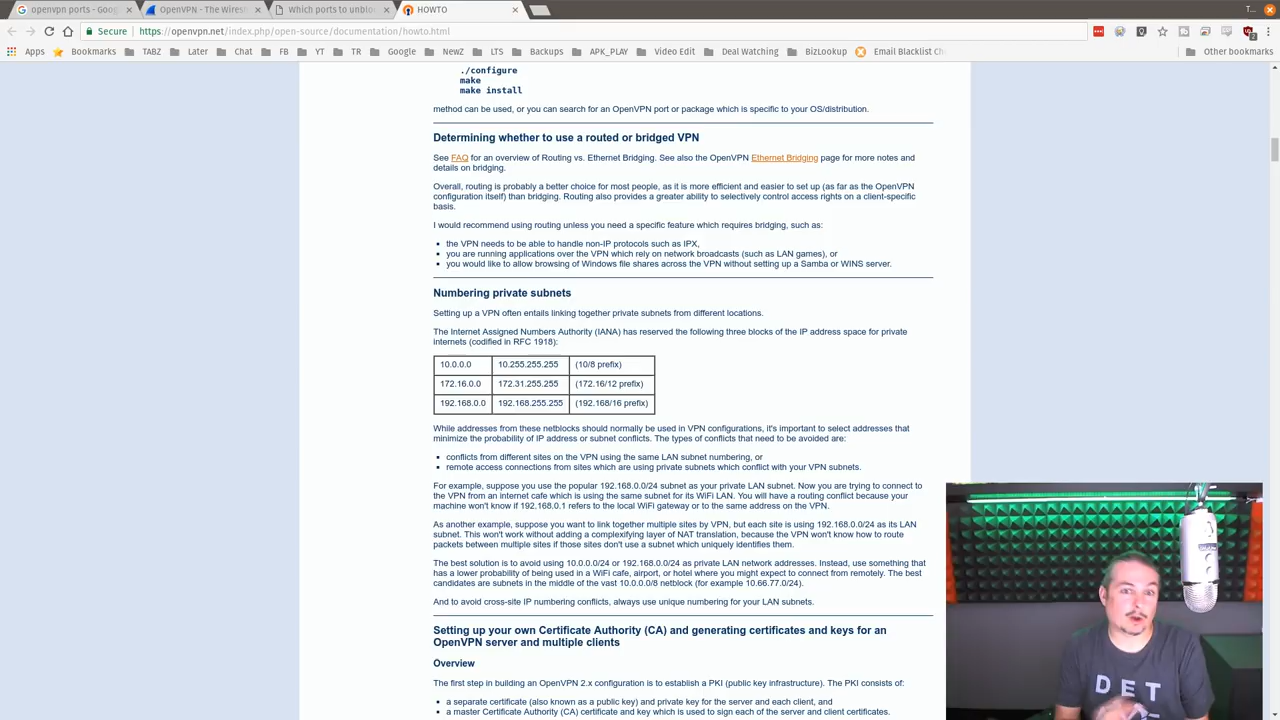 openvpn ports - Goog
OpenVPN - The Wires
Which ports to unblo
HOWTO
T...
Secure
https://openvpn.net/index.php/open-source/documentation/howto.html
Apps
Bookmarks
TABZ
Later
Chat
FB
YT
TR
Google
NewZ
LTS
Backups
APK_PLAY
Video Edit
Deal Watching
BizLookup
Email Blacklist Ch
Other bookmarks
./configure
make
make install
method can be used, or you can search for an OpenVPN port or package which is specific to your OS/distribution.
Determining whether to use a routed or bridged VPN
See FAQ for an overview of Routing vs. Ethernet Bridging. See also the OpenVPN Ethernet Bridging page for more notes and
details on bridging.
Overall, routing is probably a better choice for most people, as it is more efficient and easier to set up (as far as the OpenVPN
configuration itself) than bridging. Routing also provides a greater ability to selectively control access rights on a client-specific
basis.
I would recommend using routing unless you need a specific feature which requires bridging, such as:
• the VPN needs to be able to handle non-IP protocols such as IPX,
• you are running applications over the VPN which rely on network broadcasts (such as LAN games), or
• you would like to allow browsing of Windows file shares across the VPN without setting up a Samba or WINS server.
Numbering private subnets
Setting up a VPN often entails linking together private subnets from different locations.
The Internet Assigned Numbers Authority (IANA) has reserved the following three blocks of the IP address space for private
internets (codified in RFC 1918):
10.0.0.0 10.255.255.255 (10/8 prefix)
172.16.0.0 172.31.255.255 (172.16/12 prefix)
192.168.0.0 192.168.255.255 (192.168/16 prefix)
While addresses from these netblocks should normally be used in VPN configurations, it's important to select addresses that
minimize the probability of IP address or subnet conflicts. The types of conflicts that need to be avoided are:
• conflicts from different sites on the VPN using the same LAN subnet numbering, or
• remote access connections from sites which are using private subnets which conflict with your VPN subnets.
For example, suppose you use the popular 192.168.0.0/24 subnet as your private LAN subnet. Now you are trying to connect to
the VPN from an internet cafe which is using the same subnet for its WiFi LAN. You will have a routing conflict because your
machine won't know if 192.168.0.1 refers to the local WiFi gateway or to the same address on the VPN.
As another example, suppose you want to link together multiple sites by VPN, but each site is using 192.168.0.0/24 as its LAN
subnet. This won't work without adding a complexifying layer of NAT translation, because the VPN won't know how to route
packets between multiple sites if those sites don't use a subnet which uniquely identifies them.
The best solution is to avoid using 10.0.0.0/24 or 192.168.0.0/24 as private LAN network addresses. Instead, use something that
has a lower probability of being used in a WiFi cafe, airport, or hotel where you might expect to connect from remotely. The best
candidates are subnets in the middle of the vast 10.0.0.0/8 netblock (for example 10.66.77.0/24).
And to avoid cross-site IP numbering conflicts, always use unique numbering for your LAN subnets.
Setting up your own Certificate Authority (CA) and generating certificates and keys for an
OpenVPN server and multiple clients
Overview
The first step in building an OpenVPN 2.x configuration is to establish a PKI (public key infrastructure). The PKI consists of:
• a separate certificate (also known as a public key) and private key for the server and each client, and
• a master Certificate Authority (CA) certificate and key which is used to sign each of the server and client certificates.
DET